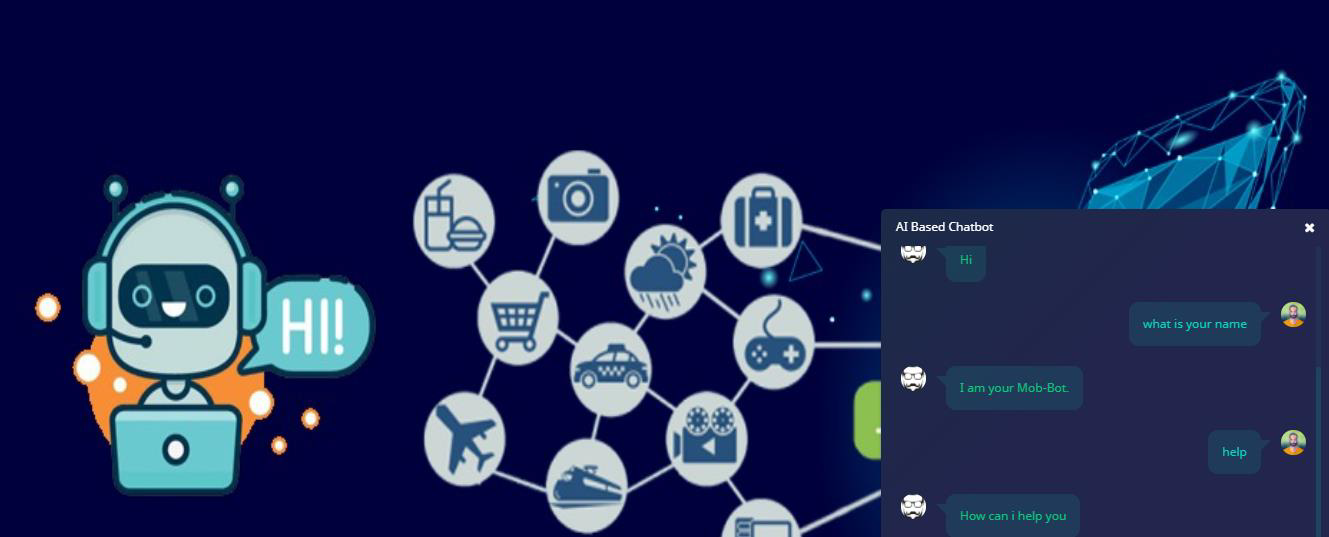 HI!
AI Based Chatbot
Hi
what is your name
I am your Mob-Bot.
help
How can i help you